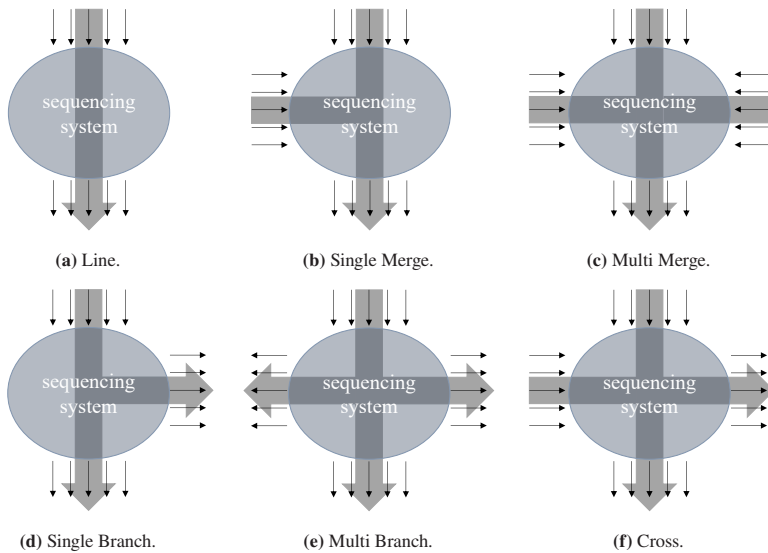 sequencing
system
sequencing
system
sequencing
system
(a) Line.
(b) Single Merge.
(c) Multi Merge.
sequencing
system
sequencing
system
sequencing
system
(d) Single Branch.
(e) Multi Branch.
(f) Cross.